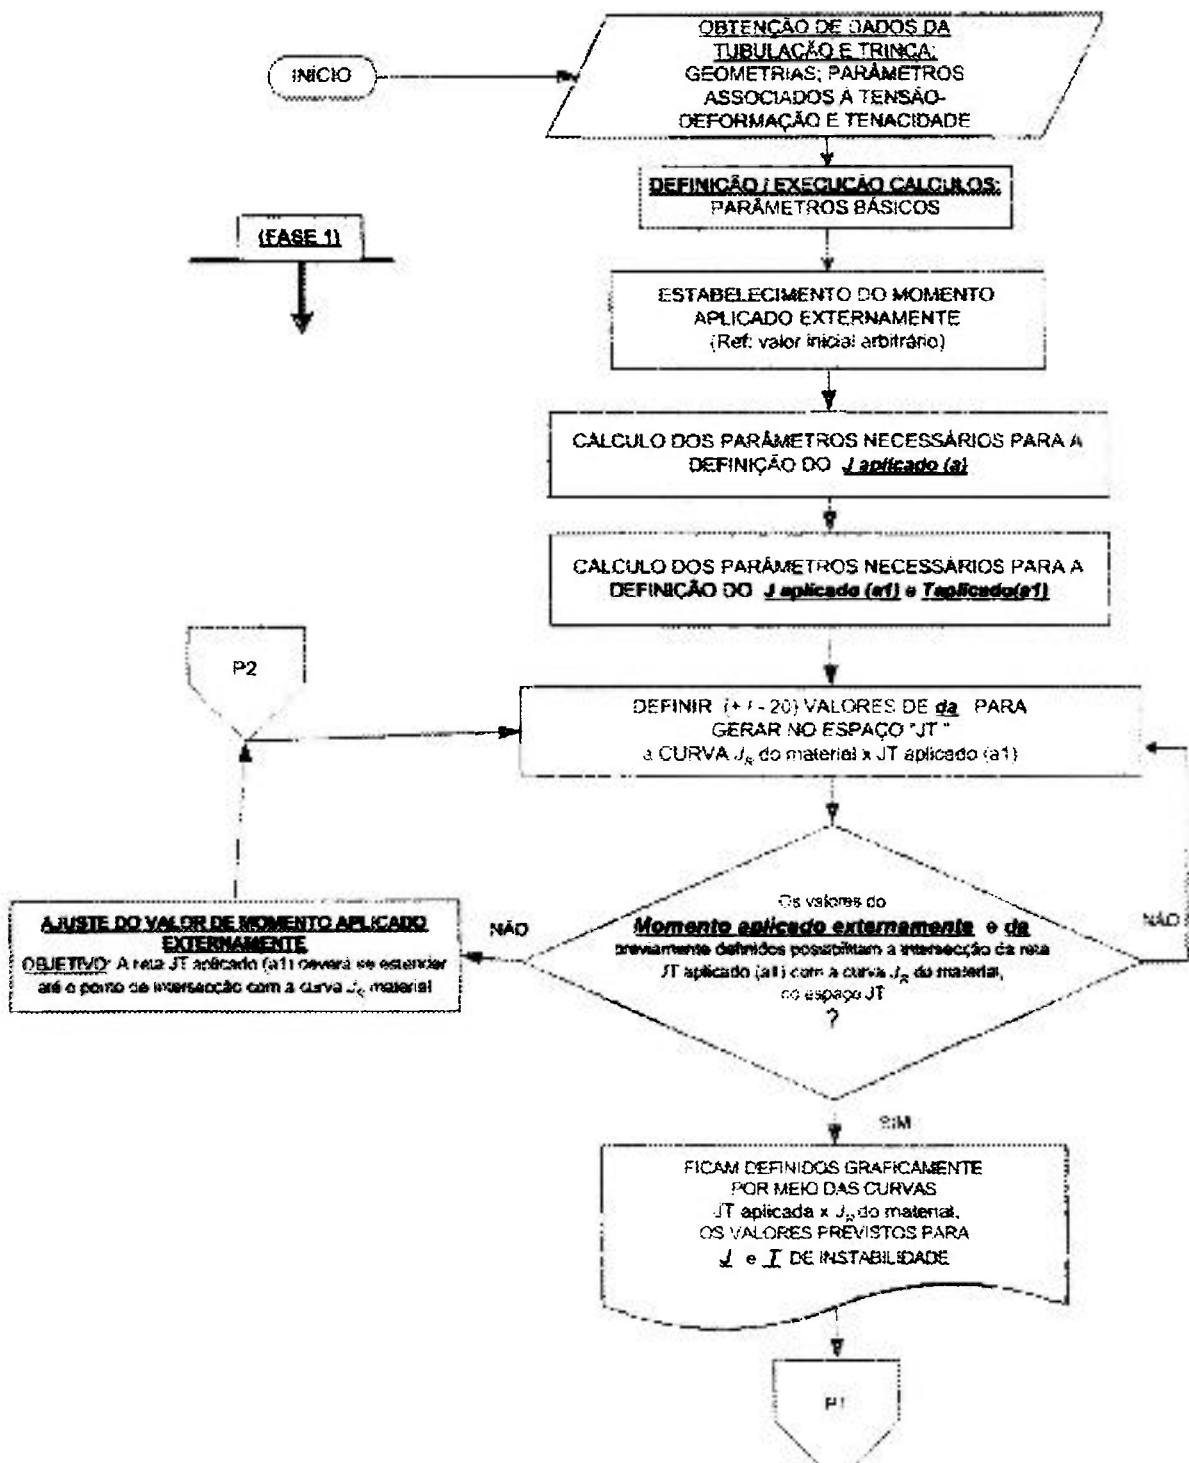 INÍCIO
OBTENÇÃO DE DADOS DA
TUBULAÇÃO E TRINCA:
GEOMETRIAS; PARÂMETROS
ASSOCIADOS À TENSÃO-
DEFORMAÇÃO E TENACIDADE
DEFINIÇÃO / EXECUÇÃO CALCULOS:
PARÂMETROS BÁSICOS
(FASE 1)
ESTABELECIMENTO DO MOMENTO
APLICADO EXTERNAMENTE
(Ref: valor inicial arbitrário)
CALCULO DOS PARÂMETROS NECESSÁRIOS PARA A
DEFINIÇÃO DO J aplicado (a)
CALCULO DOS PARÂMETROS NECESSÁRIOS PARA A
DEFINIÇÃO DO J aplicado (a1) e Taplicado(a1)
P2
DEFINIR (+ / - 20) VALORES DE da PARA
GERAR NO ESPAÇO "JT "
a CURVA J_R do material x JT aplicado (a1)
AJUSTE DO VALOR DE MOMENTO APLICADO
EXTERNAMENTE
OBJETIVO: A reta JT aplicado (a1) deverá se estender
até o ponto de intersecção com a curva J_R material
NÃO
Os valores do
Momento aplicado externamente e da
previamente definidos possibilitam a intersecção da reta
JT aplicado (a1) com a curva J_R do material,
no espaço JT
?
NÃO
SIM
FICAM DEFINIDOS GRAFICAMENTE
POR MEIO DAS CURVAS
JT aplicada x J_R do material,
OS VALORES PREVISTOS PARA
J e T DE INSTABILIDADE
P1